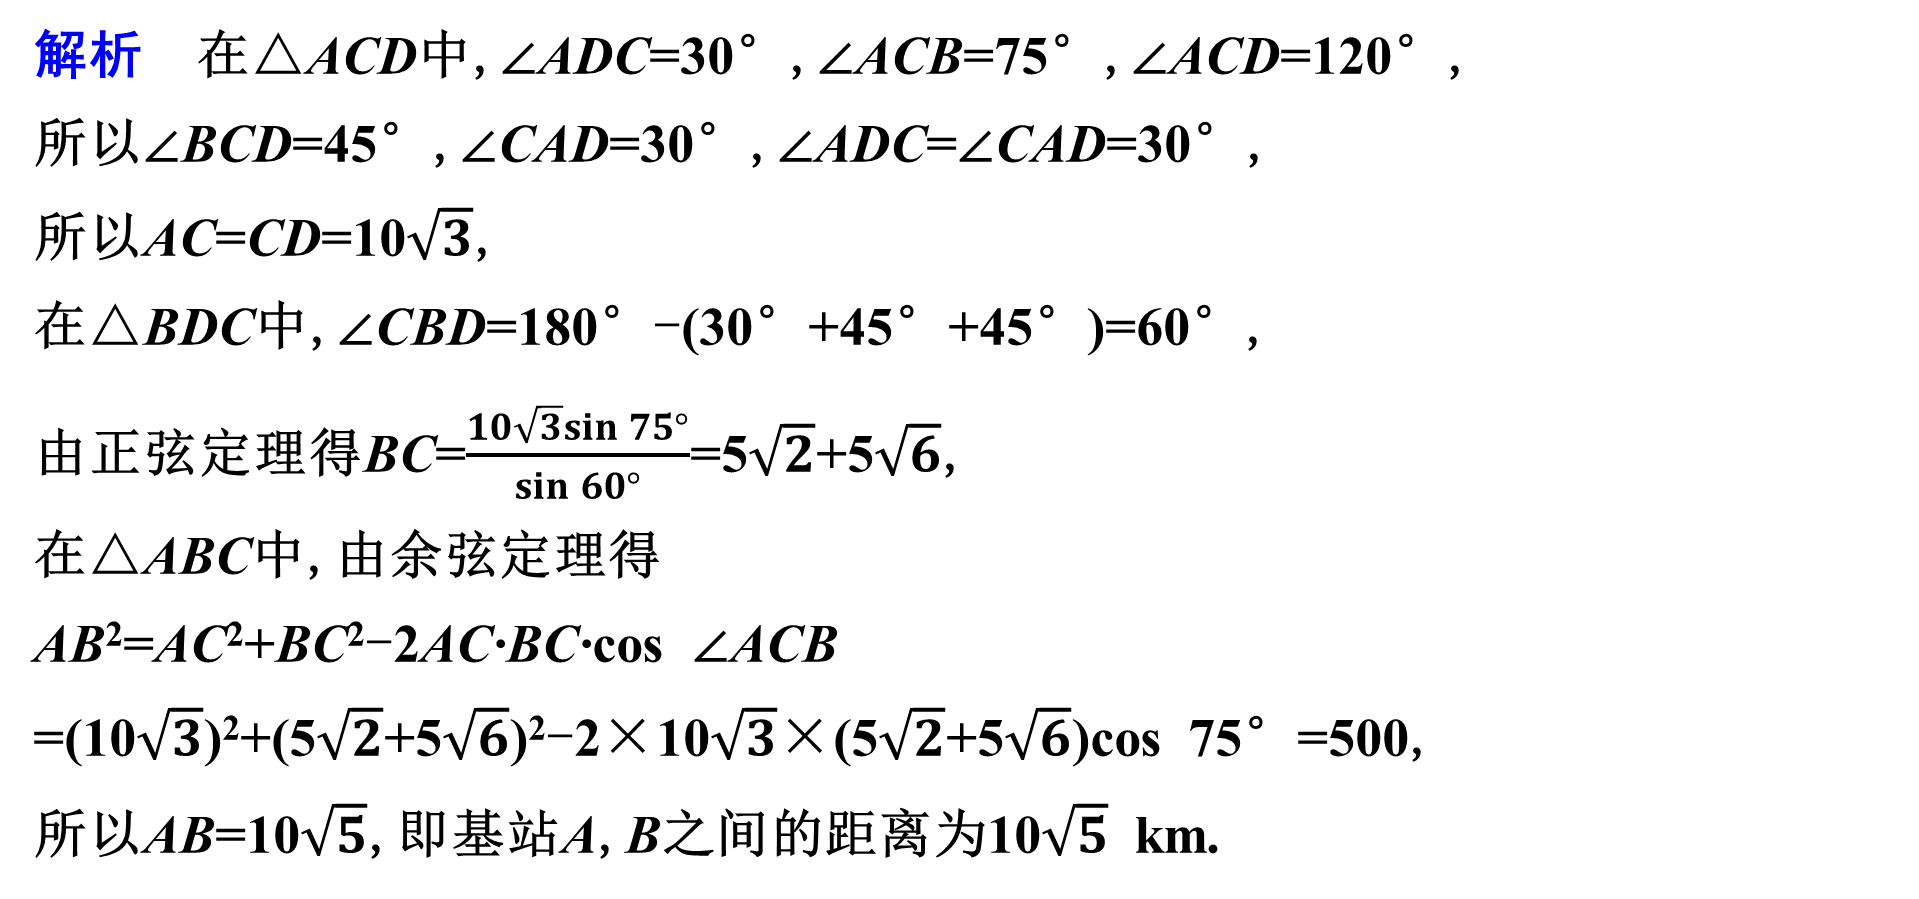 解析 在△ACD中,∠ADC=30°,∠ACB=75°,∠ACD=120°,
所以∠BCD=45°,∠CAD=30°,∠ADC=∠CAD=30°,
所以AC=CD=10√3,
在△BDC中,∠CBD=180°-(30°+45°+45°)=60°,
由正弦定理得BC=10√3sin 75°/sin 60°=5√2+5√6,
在△ABC中,由余弦定理得
AB²=AC²+BC²-2AC·BC·cos ∠ACB
=(10√3)²+(5√2+5√6)²-2×10√3×(5√2+5√6)cos 75°=500,
所以AB=10√5,即基站A,B之间的距离为10√5 km.